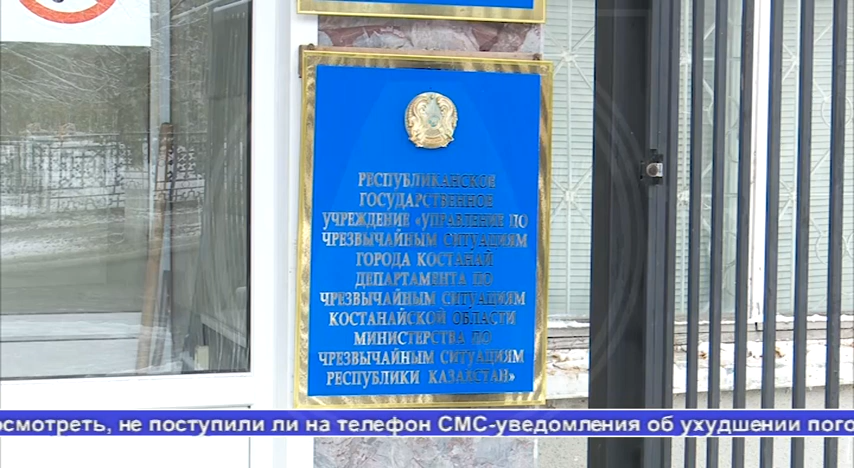 РЕСПУБЛИКАНСКОЕ
ГОСУДАРСТВЕННОЕ
УЧРЕЖДЕНИЕ «УПРАВЛЕНИЕ ПО
ЧРЕЗВЫЧАЙНЫМ СИТУАЦИЯМ
ГОРОДА КОСТАНАЙ
ДЕПАРТАМЕНТА ПО
ЧРЕЗВЫЧАЙНЫМ СИТУАЦИЯМ
КОСТАНАЙСКОЙ ОБЛАСТИ
МИНИСТЕРСТВА ПО
ЧРЕЗВЫЧАЙНЫМ СИТУАЦИЯМ
РЕСПУБЛИКИ КАЗАХСТАН»
осмотреть, не поступили ли на телефон СМС-уведомления об ухудшении пого